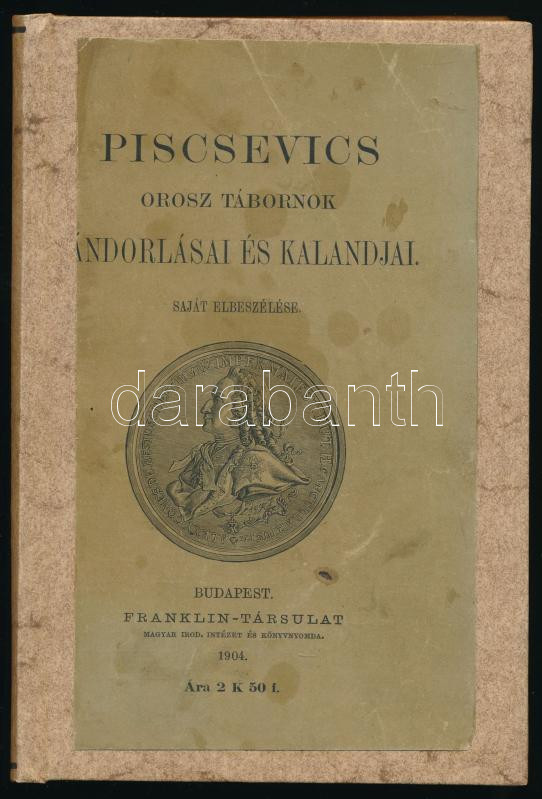 PISCSEVICS
OROSZ TÁBORNOK
ÁNDORLÁSAI ÉS KALANDJAI.
SAJÁT ELBESZÉLÉSE.
darabanth
BUDAPEST.
FRANKLIN-TÁRSULAT
MAGYAR IROD. INTÉZET ÉS KÖNYVNYOMDA.
1904.
Ára 2 K 50 f.